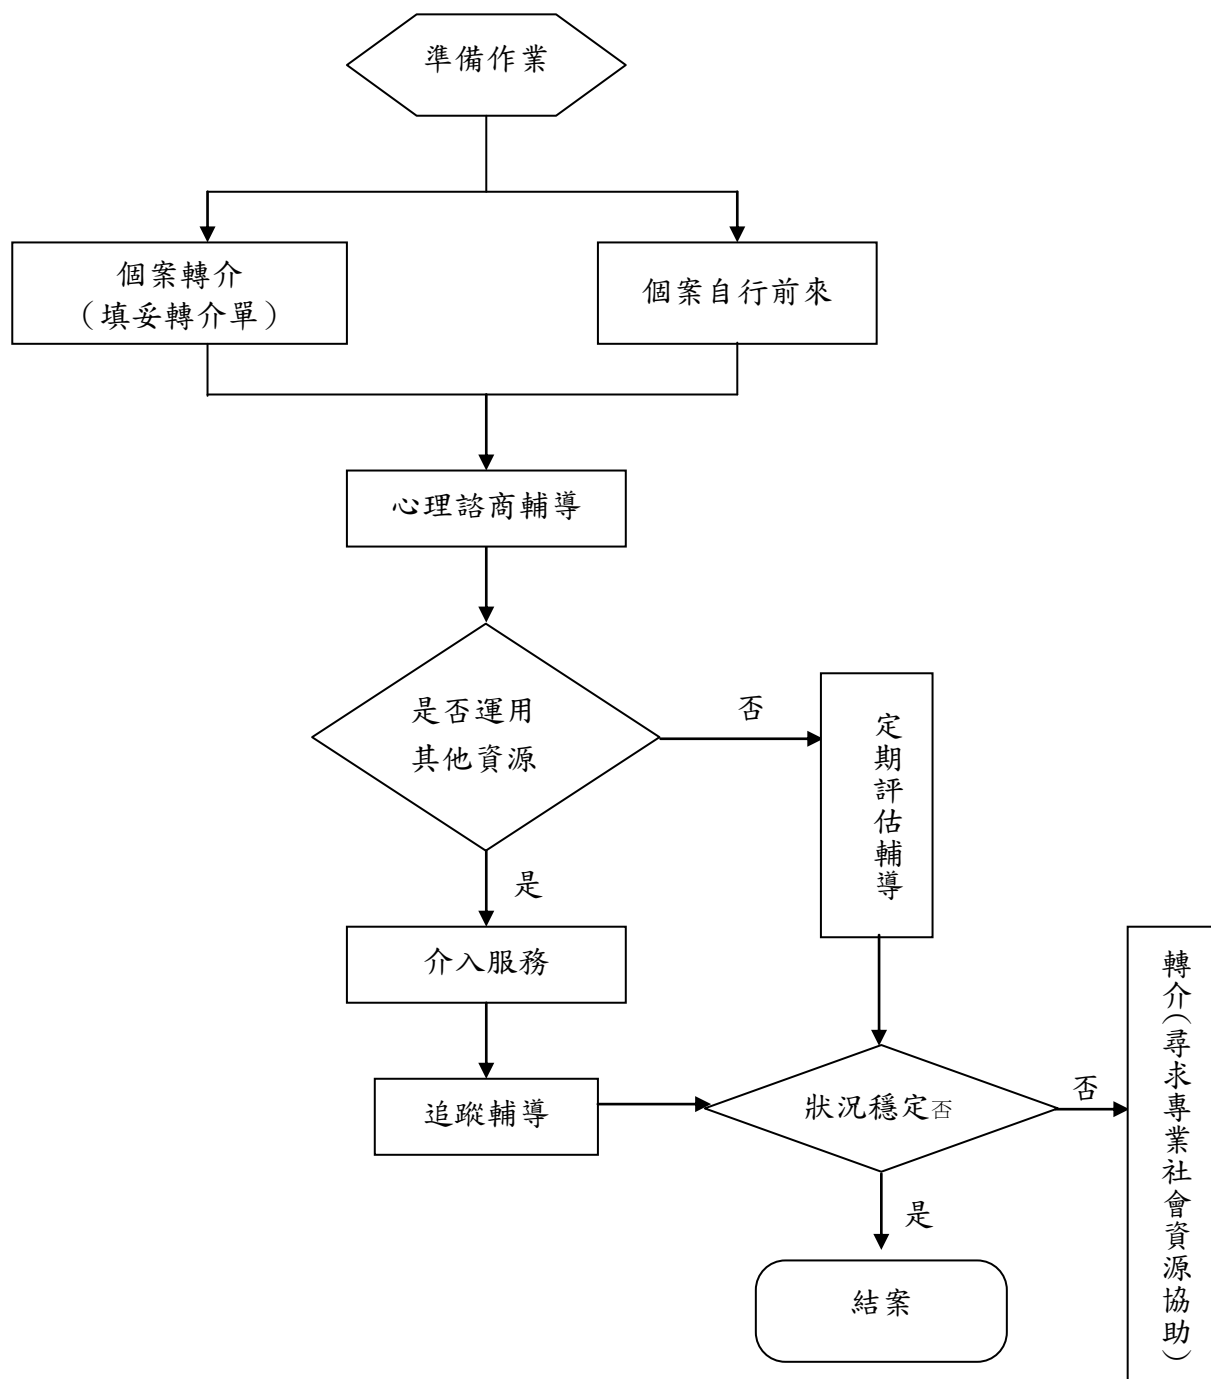 準備作業
個案轉介
（填妥轉介單）
個案自行前來
心理諮商輔導
是否運用
其他資源
否
定期評估輔導
是
介入服務
追蹤輔導
狀況穩定否
否
轉介(尋求專業社會資源協助)
是
結案